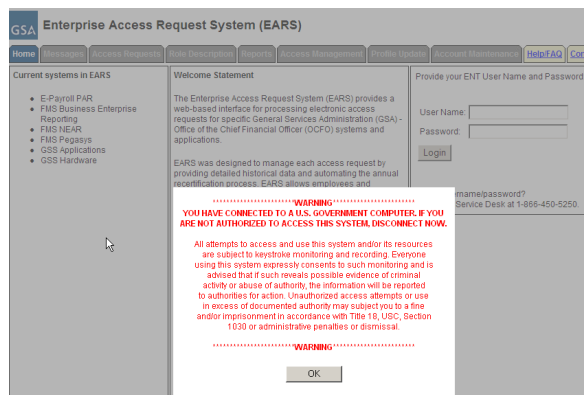 GSA Enterprise Access Request System (EARS)
Home Messages Access Requests Role Description Reports Access Management Profile Update Account Maintenance Help/FAQ Con
Current systems in EARS
E-Payroll PAR
FMS Business Enterprise
Reporting
FMS NEAR
FMS Pegasys
GSS Applications
GSS Hardware
Welcome Statement
The Enterprise Access Request System (EARS) provides a
web-based interface for processing electronic access
requests for specific General Services Administration (GSA) -
Office of the Chief Financial Officer (OCFO) systems and
applications.
EARS was designed to manage each access request by
providing detailed historical data and automating the annual
recertification process. EARS allows employees and
Provide your ENT User Name and Password
User Name:
Password:
Login
name/password?
Service Desk at 1-866-450-5250.
************************WARNING************************
YOU HAVE CONNECTED TO A U.S. GOVERNMENT COMPUTER. IF YOU
ARE NOT AUTHORIZED TO ACCESS THIS SYSTEM, DISCONNECT NOW.
All attempts to access and use this system and/or its resources
are subject to keystroke monitoring and recording. Everyone
using this system expressly consents to such monitoring and is
advised that if such reveals possible evidence of criminal
activity or abuse of authority, the information will be reported
to authorities for action. Unauthorized access attempts or use
in excess of documented authority may subject you to a fine
and/or imprisonment in accordance with Title 18, USC, Section
1030 or administrative penalties or dismissal.
************************WARNING************************
OK